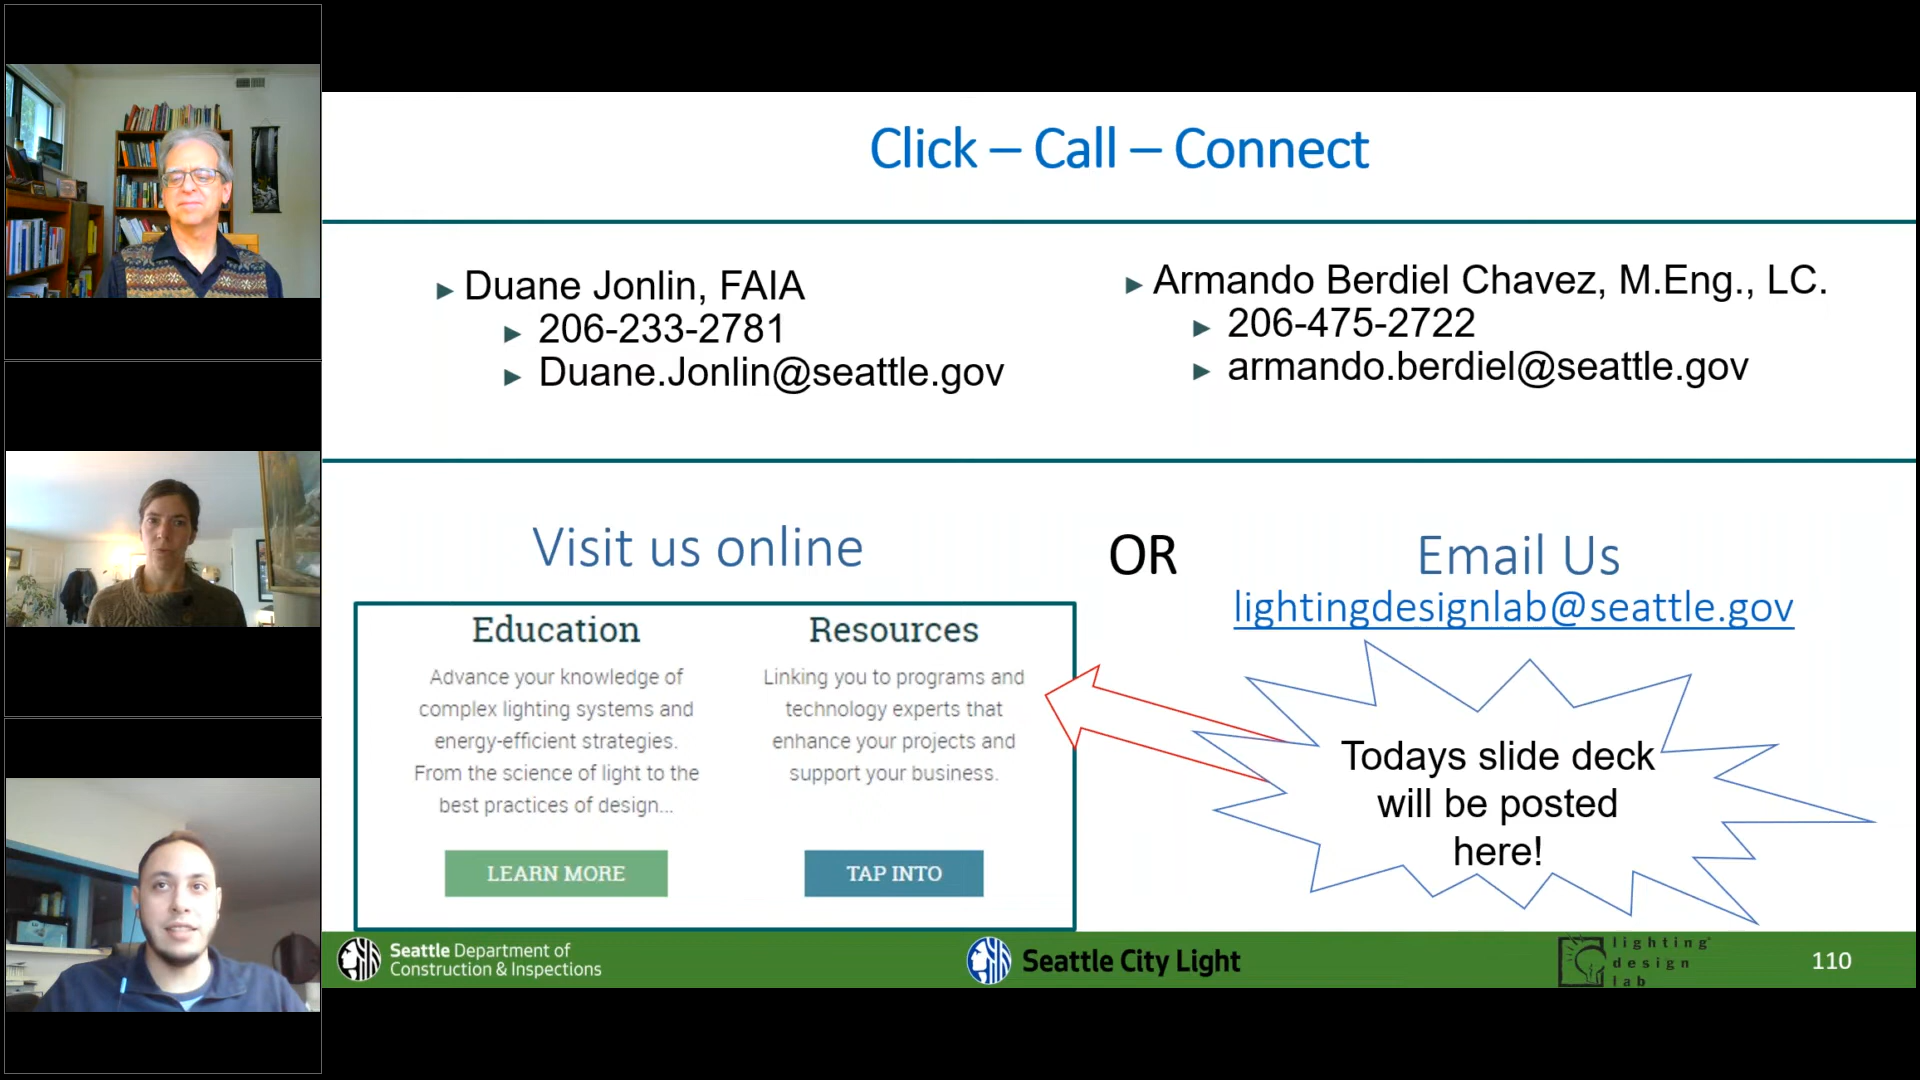 Click – Call – Connect
Duane Jonlin, FAIA
206-233-2781
Duane.Jonlin@seattle.gov
Armando Berdiel Chavez, M.Eng., LC.
206-475-2722
armando.berdiel@seattle.gov
Visit us online
OR
Email Us
lightingdesignlab@seattle.gov
Education
Advance your knowledge of
complex lighting systems and
energy-efficient strategies.
From the science of light to the
best practices of design...
LEARN MORE
Resources
Linking you to programs and
technology experts that
enhance your projects and
support your business.
TAP INTO
Todays slide deck
will be posted
here!
Seattle Department of
Construction & Inspections
Seattle City Light
lighting
design
lab
110